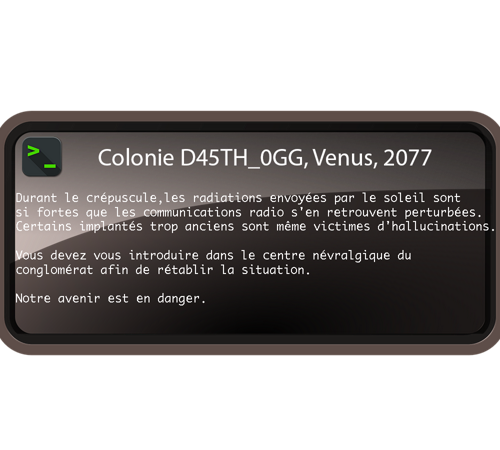 >_
Colonie D45TH_0GG, Venus, 2077
Durant le crépuscule,les radiations envoyées par le soleil sont
si fortes que les communications radio s'en retrouvent perturbées.
Certains implantés trop anciens sont même victimes d'hallucinations.
Vous devez vous introduire dans le centre névralgique du
conglomérat afin de rétablir la situation.
Notre avenir est en danger.